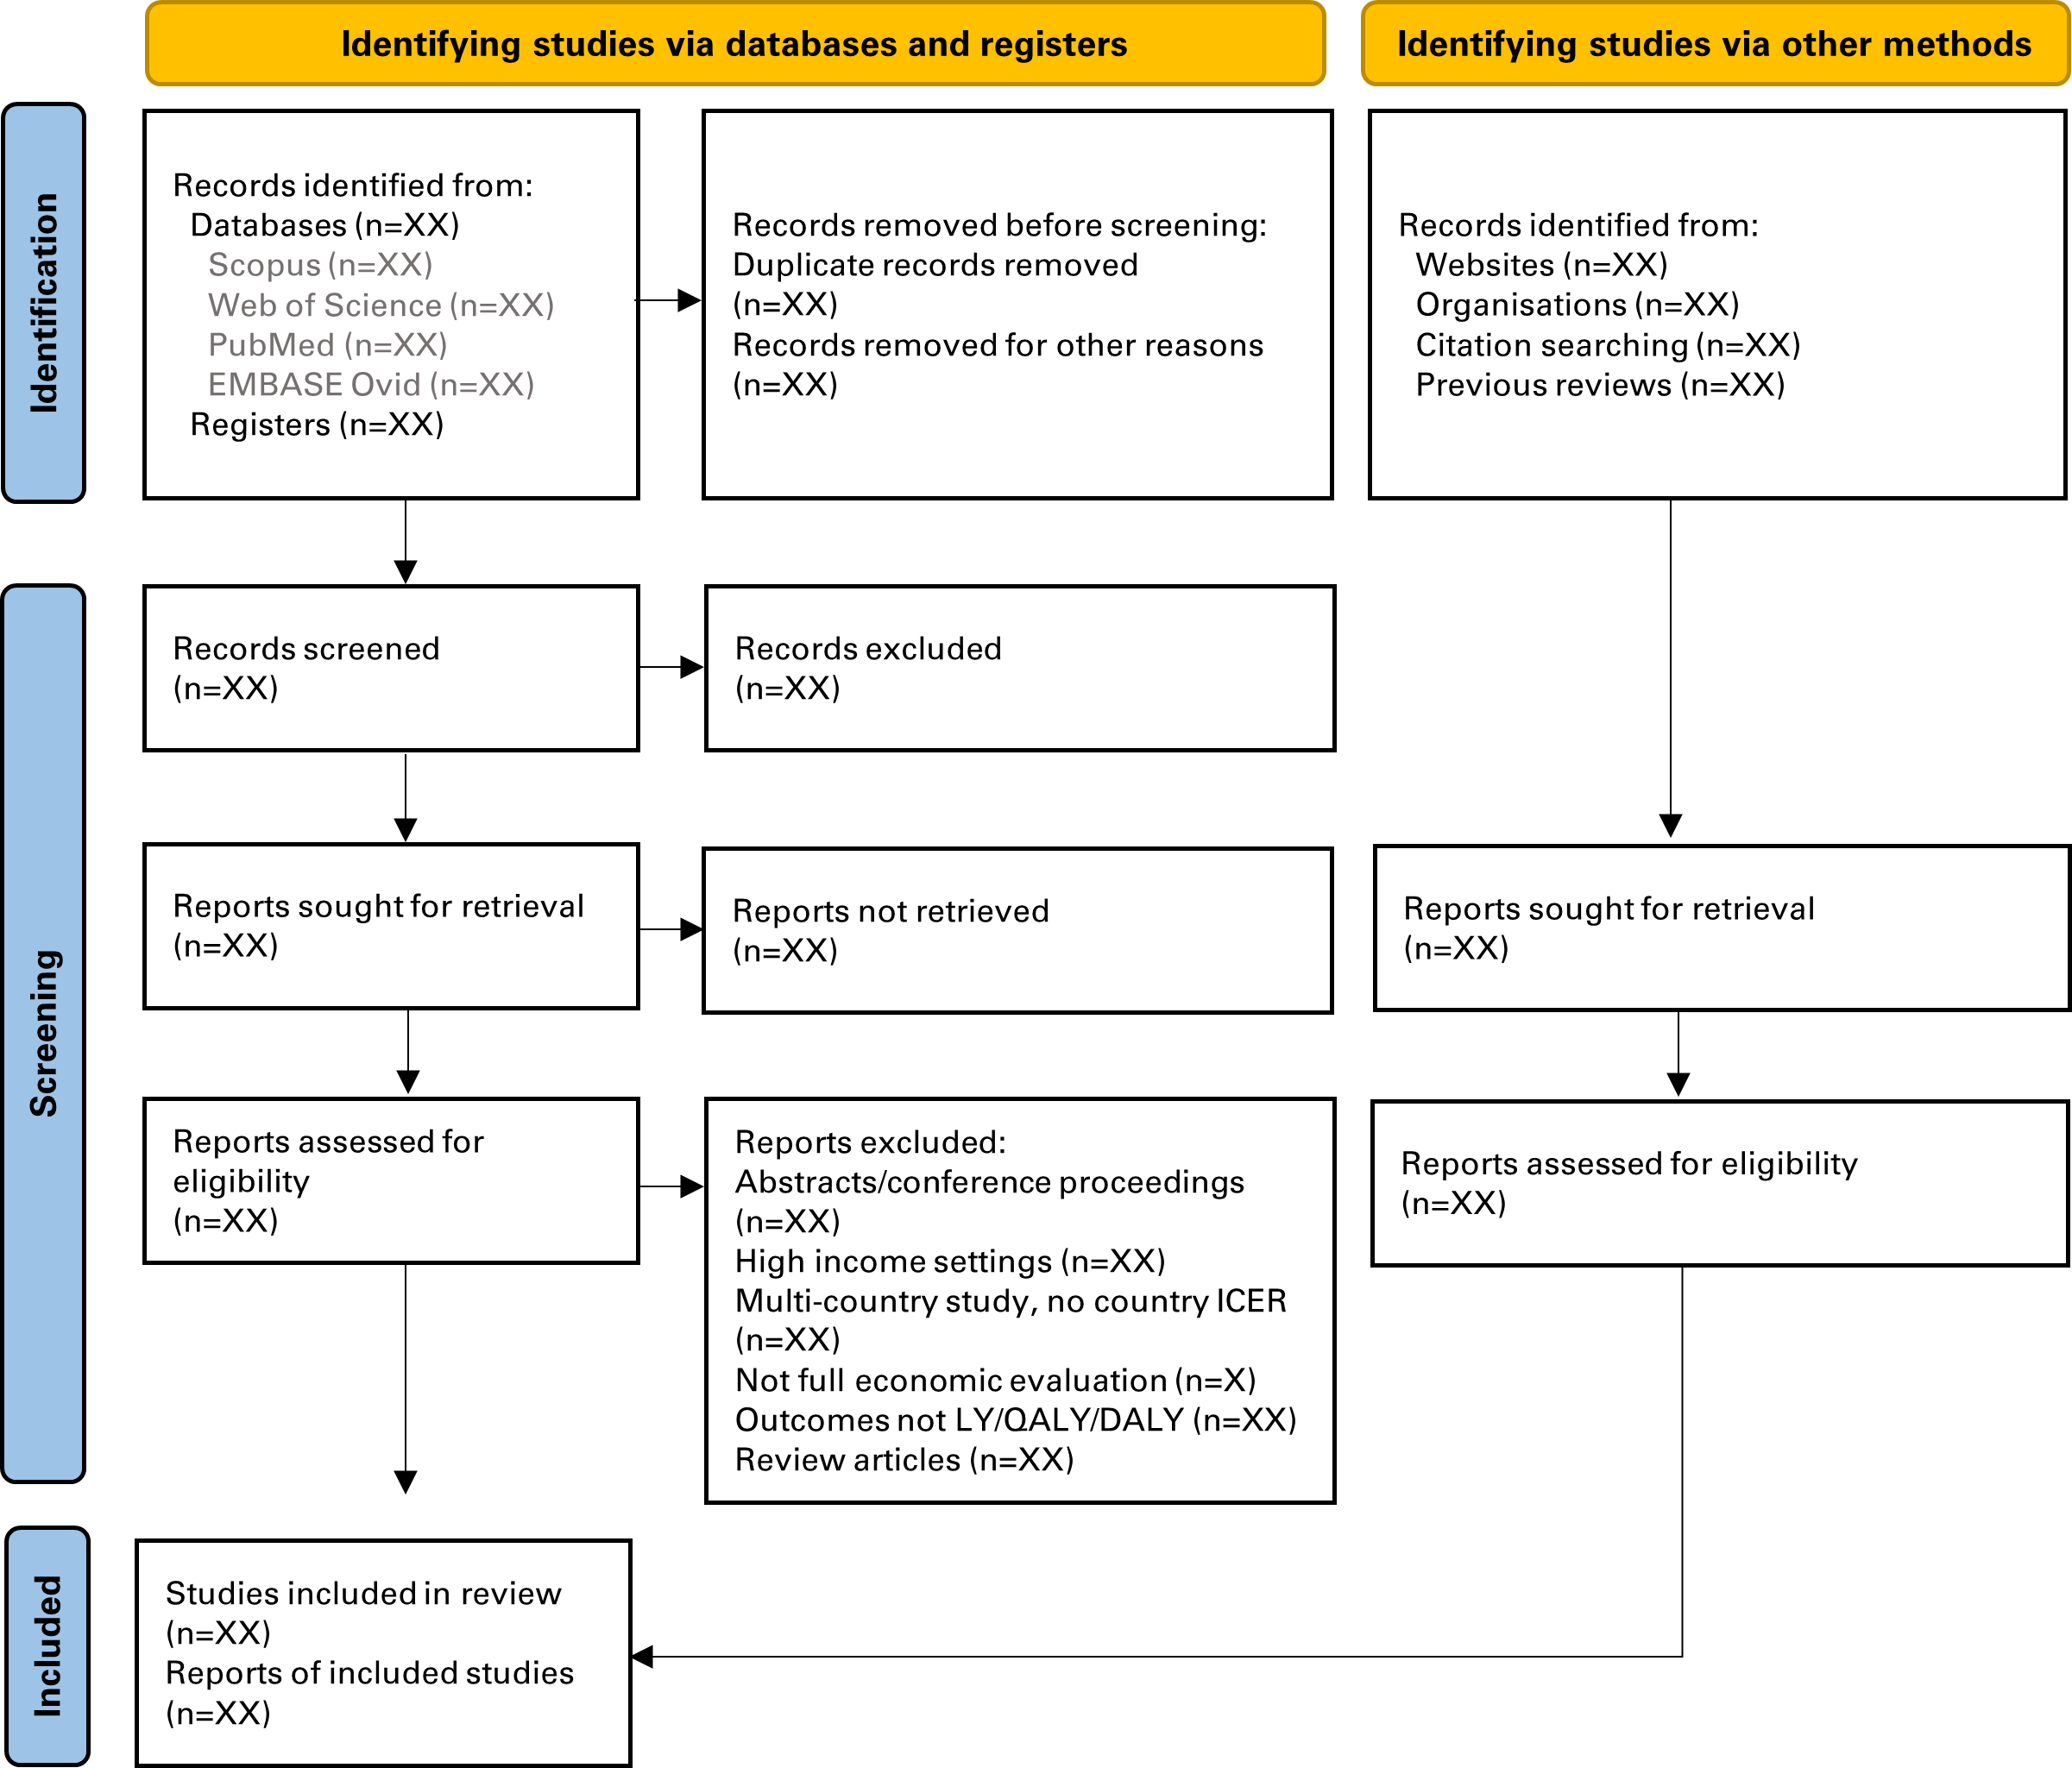 Identifying studies via databases and registers
Identifying studies via other methods
Identification
Records identified from:
Databases (n=XX)
Scopus (n=XX)
Web of Science (n=XX)
PubMed (n=XX)
EMBASE Ovid (n=XX)
Registers (n=XX)
Records removed before screening:
Duplicate records removed
(n=XX)
Records removed for other reasons
(n=XX)
Records identified from:
Websites (n=XX)
Organisations (n=XX)
Citation searching (n=XX)
Previous reviews (n=XX)
Screening
Records screened
(n=XX)
Records excluded
(n=XX)
Reports sought for retrieval
(n=XX)
Reports not retrieved
(n=XX)
Reports sought for retrieval
(n=XX)
Reports assessed for
eligibility
(n=XX)
Reports excluded:
Abstracts/conference proceedings
(n=XX)
High income settings (n=XX)
Multi-country study, no country ICER
(n=XX)
Not full economic evaluation (n=X)
Outcomes not LY/QALY/DALY (n=XX)
Review articles (n=XX)
Reports assessed for eligibility
(n=XX)
Included
Studies included in review
(n=XX)
Reports of included studies
(n=XX)